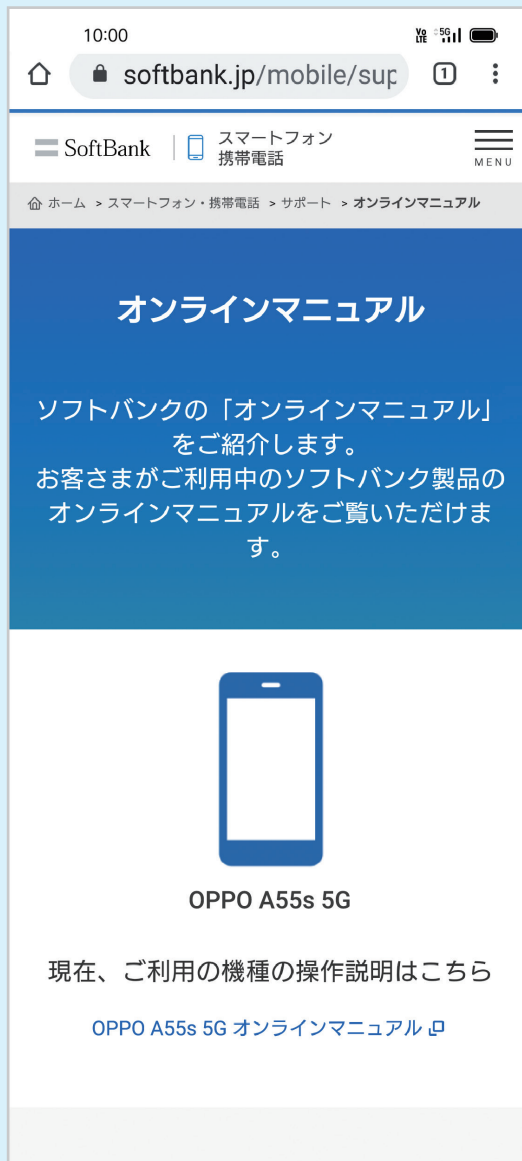 10:00 Vo LTE 5G
softbank.jp/mobile/sup 1
SoftBank スマートフォン
携帯電話
MENU
ホーム > スマートフォン・携帯電話 > サポート > オンラインマニュアル
オンラインマニュアル
ソフトバンクの「オンラインマニュアル」
をご紹介します。
お客さまがご利用中のソフトバンク製品の
オンラインマニュアルをご覧いただけま
す。
OPPO A55s 5G
現在、ご利用の機種の操作説明はこちら
OPPO A55s 5G オンラインマニュアル